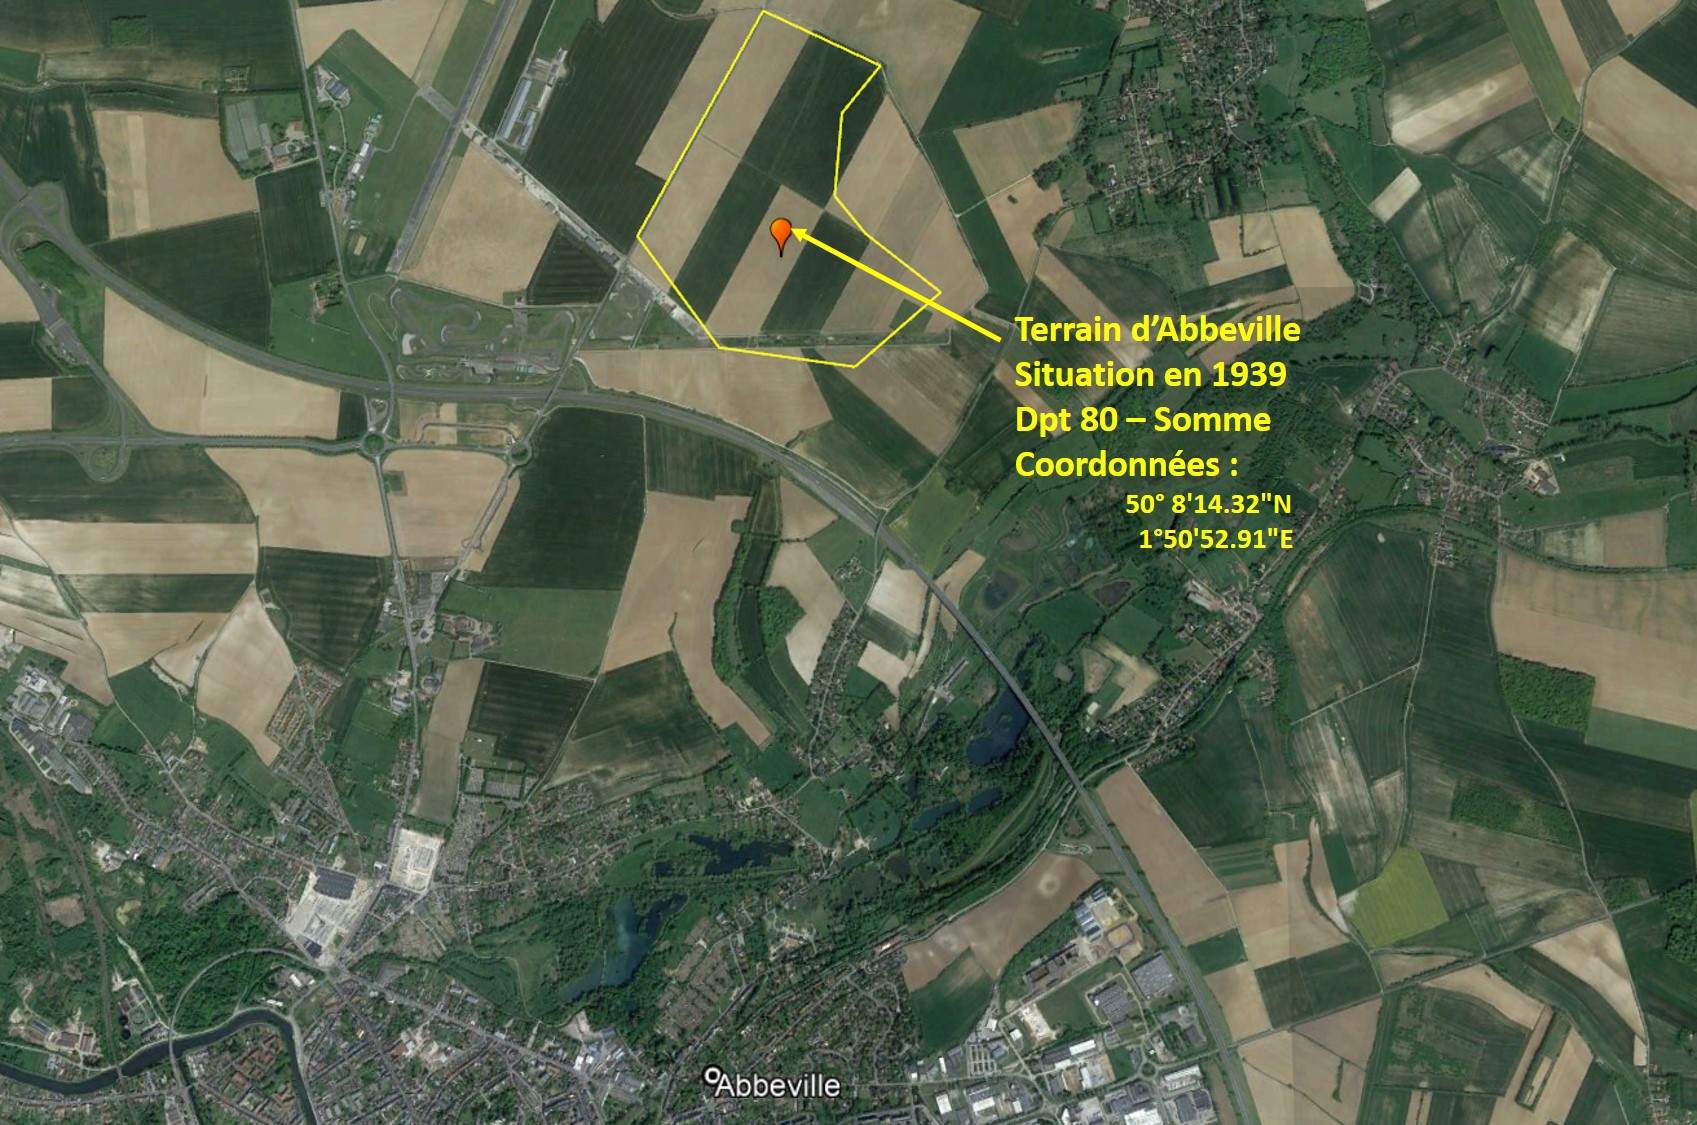 Terrain d’Abbeville
Situation en 1939
Dpt 80 – Somme
Coordonnées :
50° 8'14.32"N
1°50'52.91"E
Abbeville